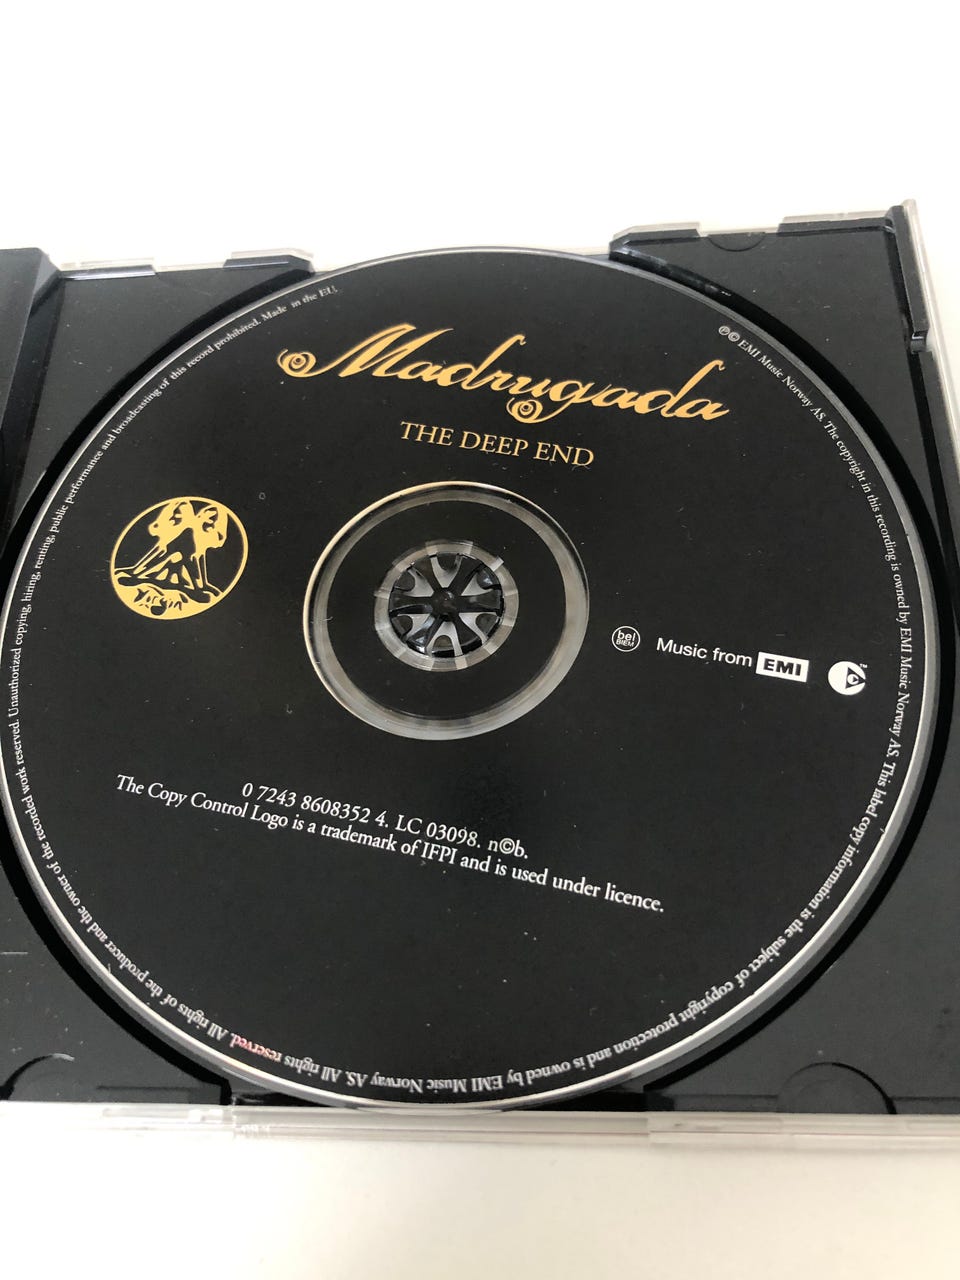 Madrugada
THE DEEP END
Virgin
bel
BIEM
Music from EMI
C
TM
0 7243 8608352 4. LC 03098. n©b.
The Copy Control Logo is a trademark of IFPI and is used under licence.
℗© EMI Music Norway AS. The copyright in this recording is owned by EMI Music Norway AS. This label copy information is the subject of copyright protection and is owned by EMI Music Norway AS. All rights reserved. All rights of the producer and the owner of the recorded work reserved. Unauthorized copying, hiring, renting, public performance and broadcasting of this record prohibited. Made in the EU.